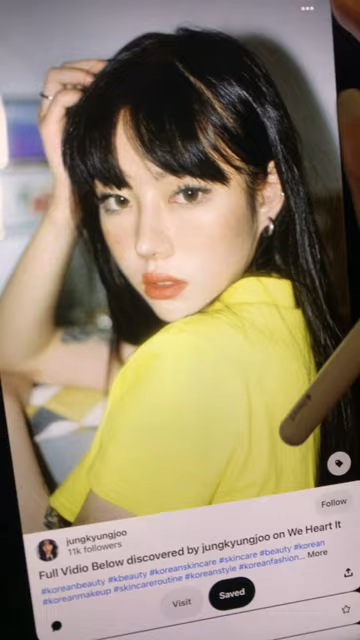 Follow
jungkyungjoo
11k followers
Full Vidio Below discovered by jungkyungjoo on We Heart It
#koreanbeauty #kbeauty #koreanskincare #skincare #beauty #korean
#koreanmakeup #skincareroutine #koreanstyle #koreanfashion... More
Visit
Saved